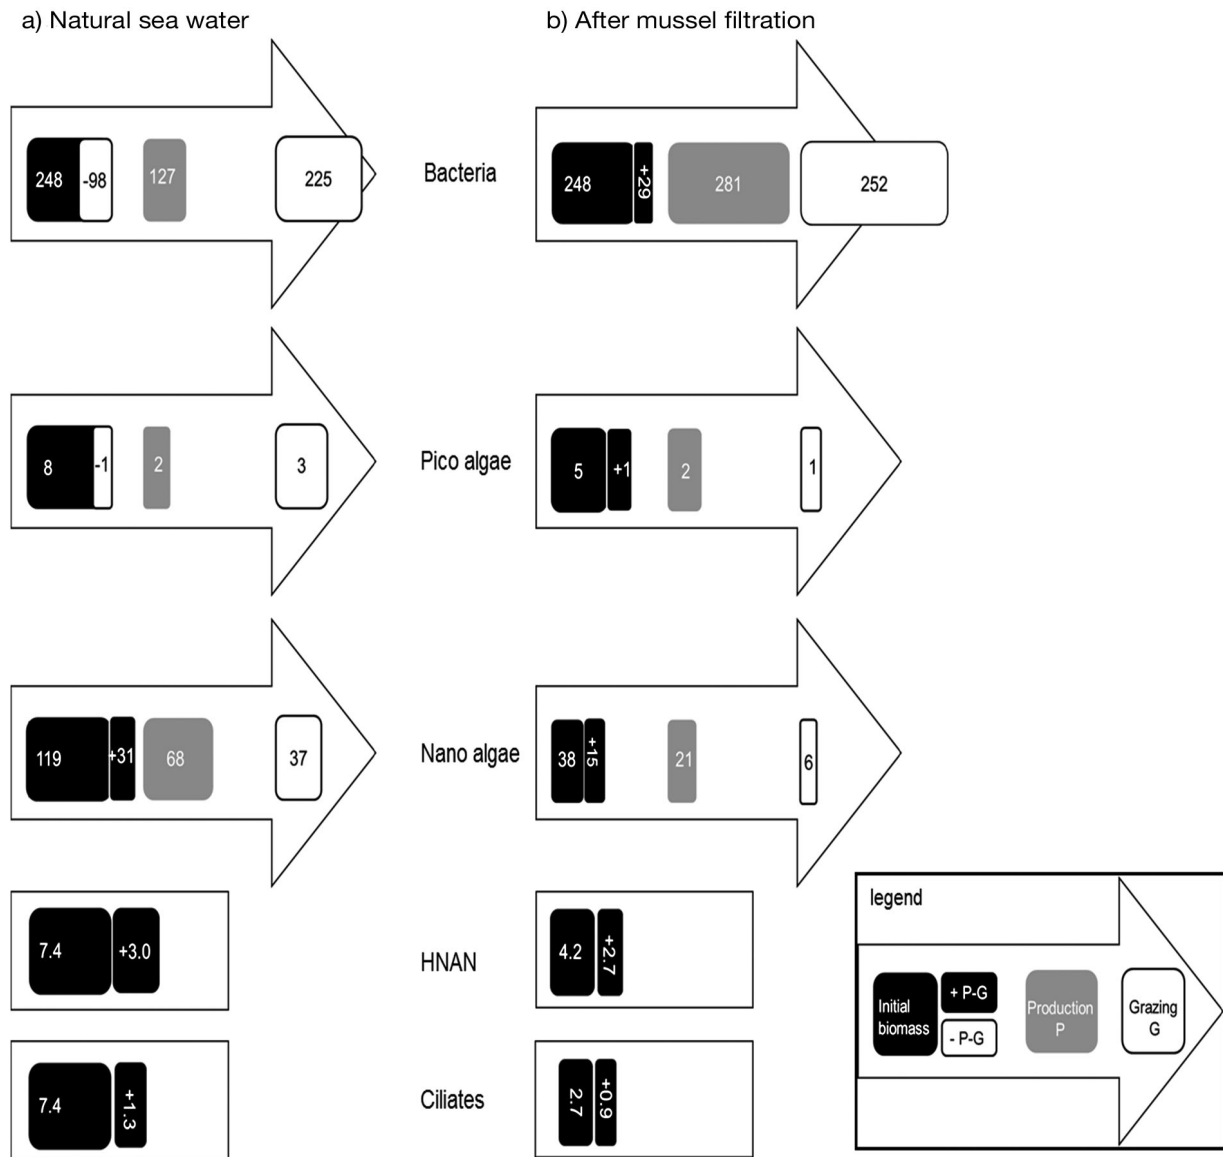 a) Natural sea water
b) After mussel filtration
248 -98 127 225
Bacteria
248 +29 281 252
8 -1 2 3
Pico algae
5 +1 2 1
119 +31 68 37
Nano algae
38 +15 21 6
7.4 +3.0
HNAN
4.2 +2.7
7.4 +1.3
Ciliates
2.7 +0.9
legend
Initial
biomass
+ P-G
- P-G
Production
P
Grazing
G